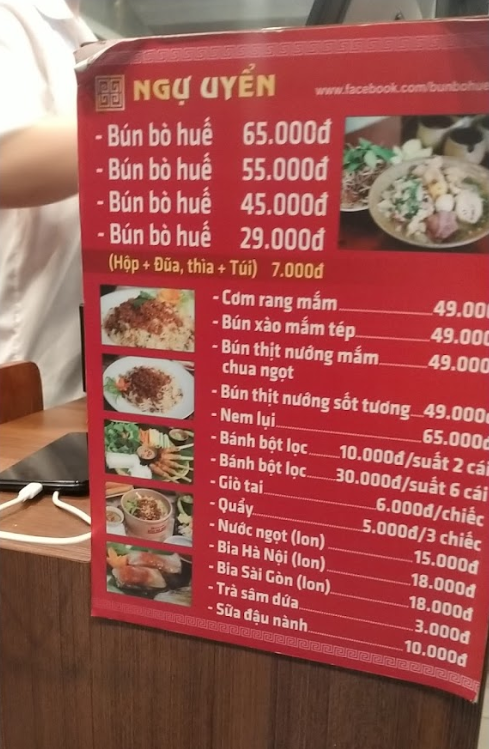 NGỰ UYỂN
www.facebook.com/bunbohue
- Bún bò huế 65.000đ
- Bún bò huế 55.000đ
- Bún bò huế 45.000đ
- Bún bò huế 29.000đ
(Hộp + Đũa, thìa + Túi) 7.000đ
- Cơm rang mắm 49.00
- Bún xào mắm tép 49.000
- Bún thịt nướng mắm 49.000
chua ngọt
- Bún thịt nướng sốt tương 49.000đ
- Nem lụi 65.000đ
- Bánh bột lọc 10.000đ/suất 2 cái
- Bánh bột lọc 30.000đ/suất 6 cái
- Giò tai 6.000đ/chiếc
- Quẩy 5.000đ/3 chiếc
- Nước ngọt (lon) 15.000đ
- Bia Hà Nội (lon) 18.000đ
- Bia Sài Gòn (lon) 18.000đ
- Trà sâm dứa 3.000đ
- Sữa đậu nành 10.000đ